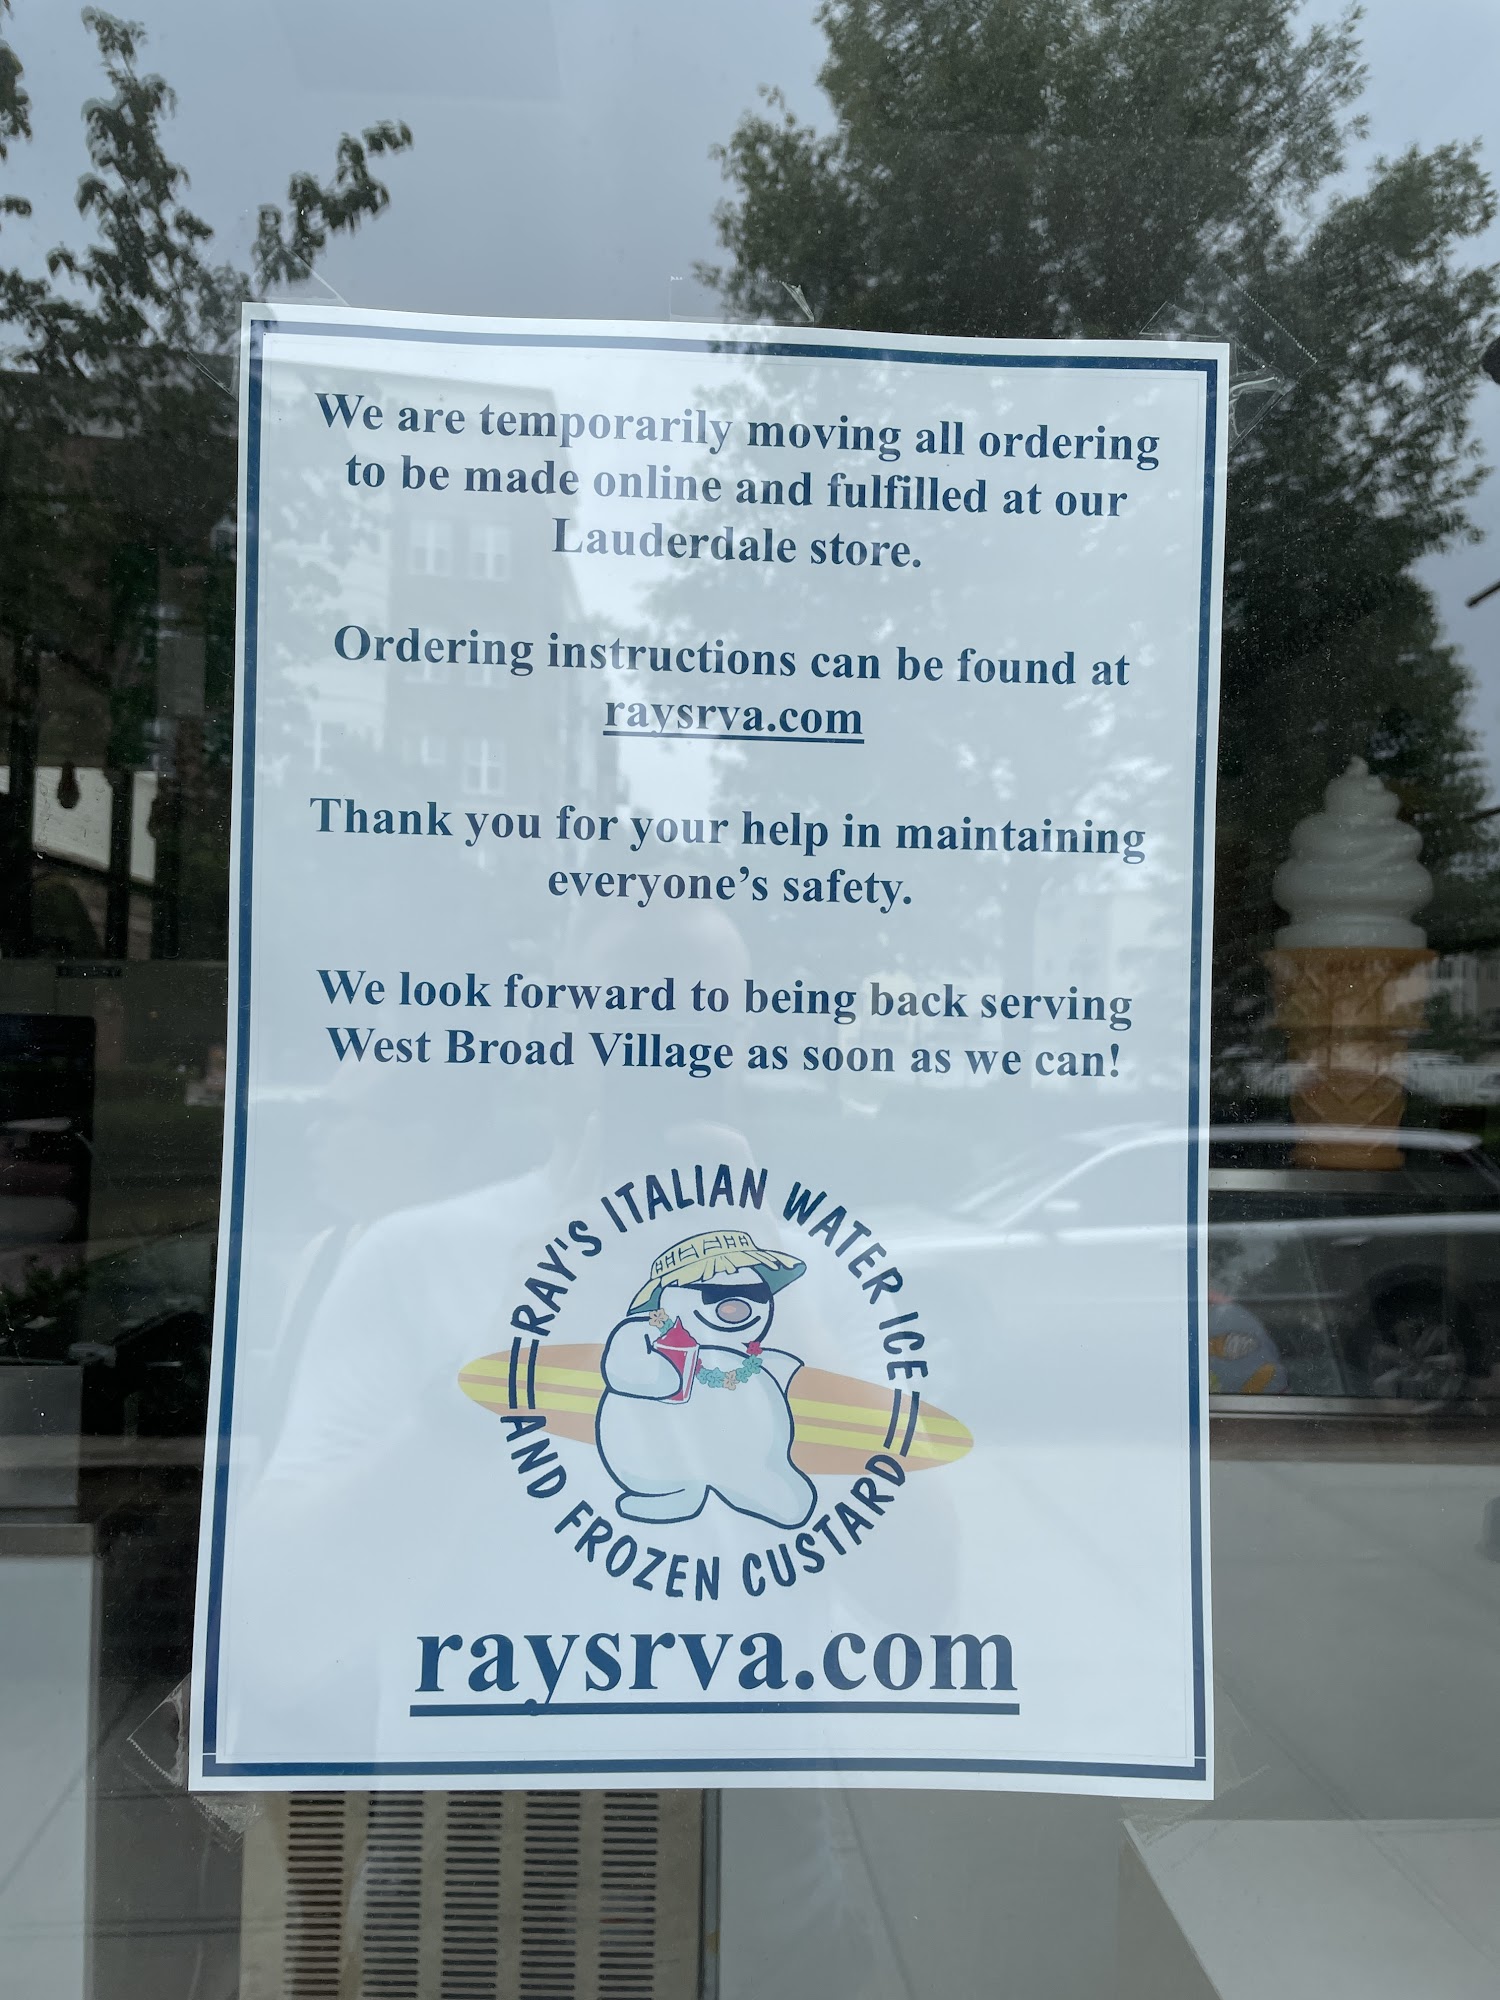 We are temporarily moving all ordering
to be made online and fulfilled at our
Lauderdale store.
Ordering instructions can be found at
raysrva.com
Thank you for your help in maintaining
everyone’s safety.
We look forward to being back serving
West Broad Village as soon as we can!
RAY'S ITALIAN WATER ICE
AND FROZEN CUSTARD
raysrva.com